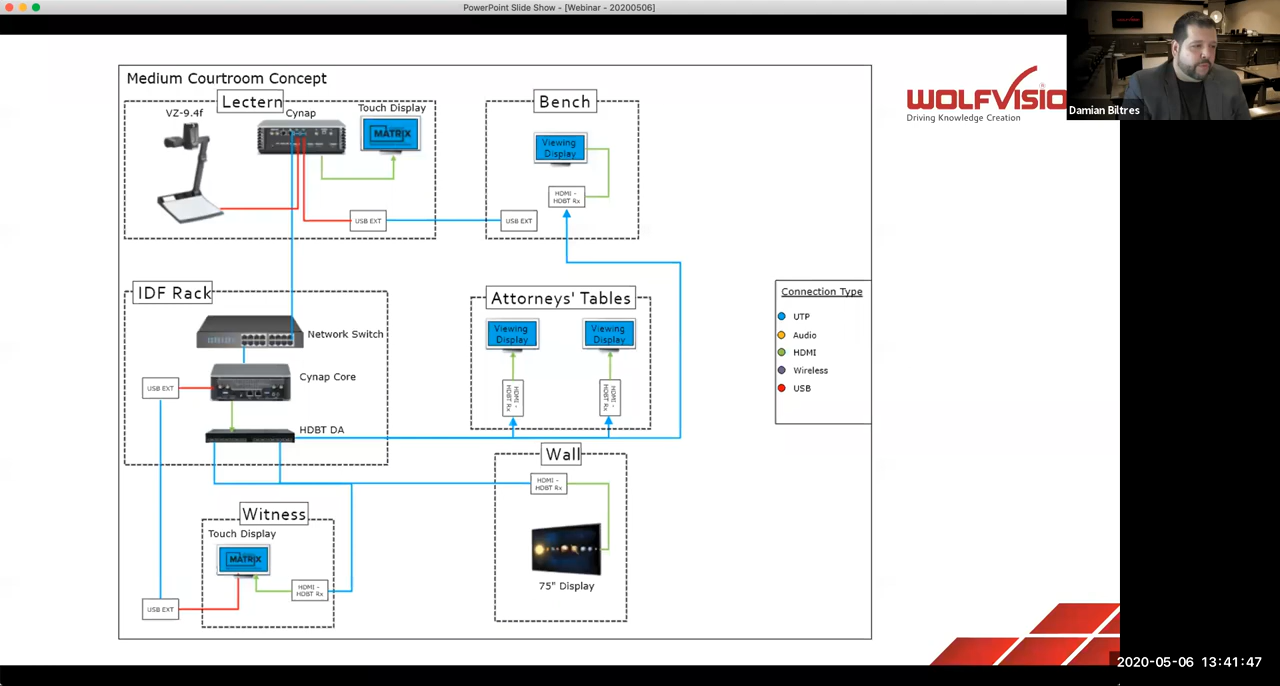 PowerPoint Slide Show - [Webinar - 20200506]
Medium Courtroom Concept
Lectern
VZ-9.4f
Cynap
Touch Display
MATRIX
USB EXT
Bench
Viewing
Display
HDMI -
HDBT Rx
USB EXT
WOLFVISIO
Driving Knowledge Creation
Damian Biltres
IDF Rack
Network Switch
Cynap Core
USB EXT
HDBT DA
Attorneys' Tables
Viewing
Display
Viewing
Display
HDMI -
HDBT Rx
HDMI -
HDBT Rx
Connection Type
UTP
Audio
HDMI
Wireless
USB
Wall
HDMI -
HDBT Rx
75" Display
Witness
Touch Display
MATRIX
HDMI -
HDBT Rx
USB EXT
2020-05-06 13:41:47